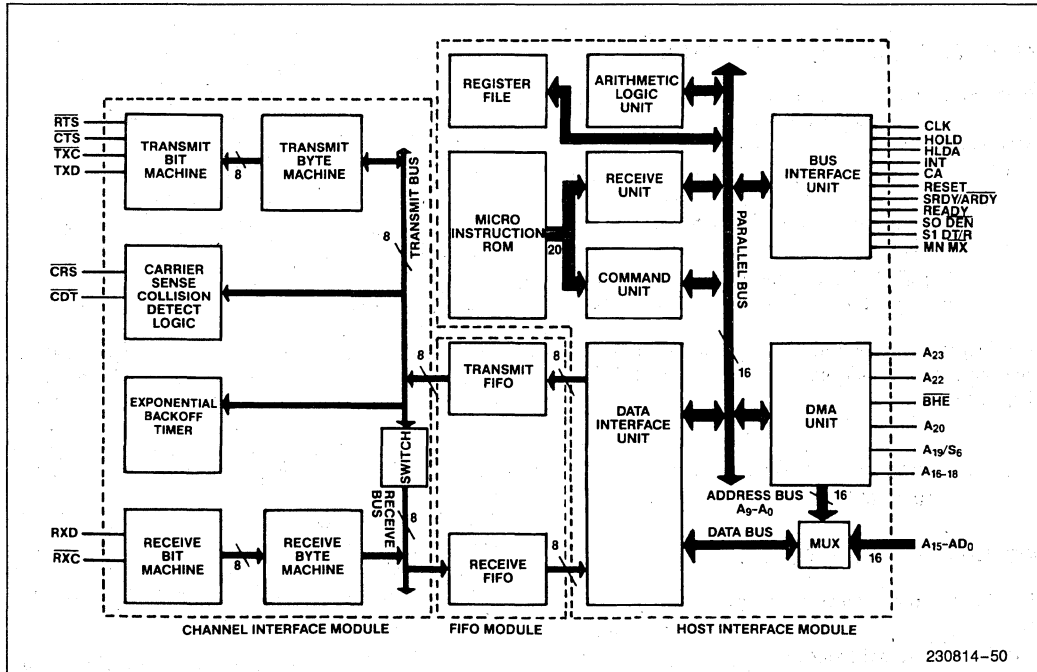 RTS
CTS
TXC
TXD
TRANSMIT
BIT
MACHINE
8
TRANSMIT
BYTE
MACHINE
TRANSMIT BUS
8
CRS
CDT
CARRIER
SENSE
COLLISION
DETECT
LOGIC
EXPONENTIAL
BACKOFF
TIMER
SWITCH
RECEIVE
BUS
8
RXD
RXC
RECEIVE
BIT
MACHINE
8
RECEIVE
BYTE
MACHINE
CHANNEL INTERFACE MODULE
8
TRANSMIT
FIFO
8
RECEIVE
FIFO
8
FIFO MODULE
REGISTER
FILE
ARITHMETIC
LOGIC
UNIT
MICRO
INSTRUCTION
ROM
20
RECEIVE
UNIT
COMMAND
UNIT
PARALLEL BUS
16
BUS
INTERFACE
UNIT
CLK
HOLD
HLDA
INT
CA
RESET
SRDY/ARDY
READY
SO DEN
S1 DT/R
MN MX
DATA
INTERFACE
UNIT
DMA
UNIT
A23
A22
BHE
A20
A19/S6
A16-18
ADDRESS BUS
A9-A0
16
DATA BUS
MUX
16
A15-AD0
HOST INTERFACE MODULE
230814-50